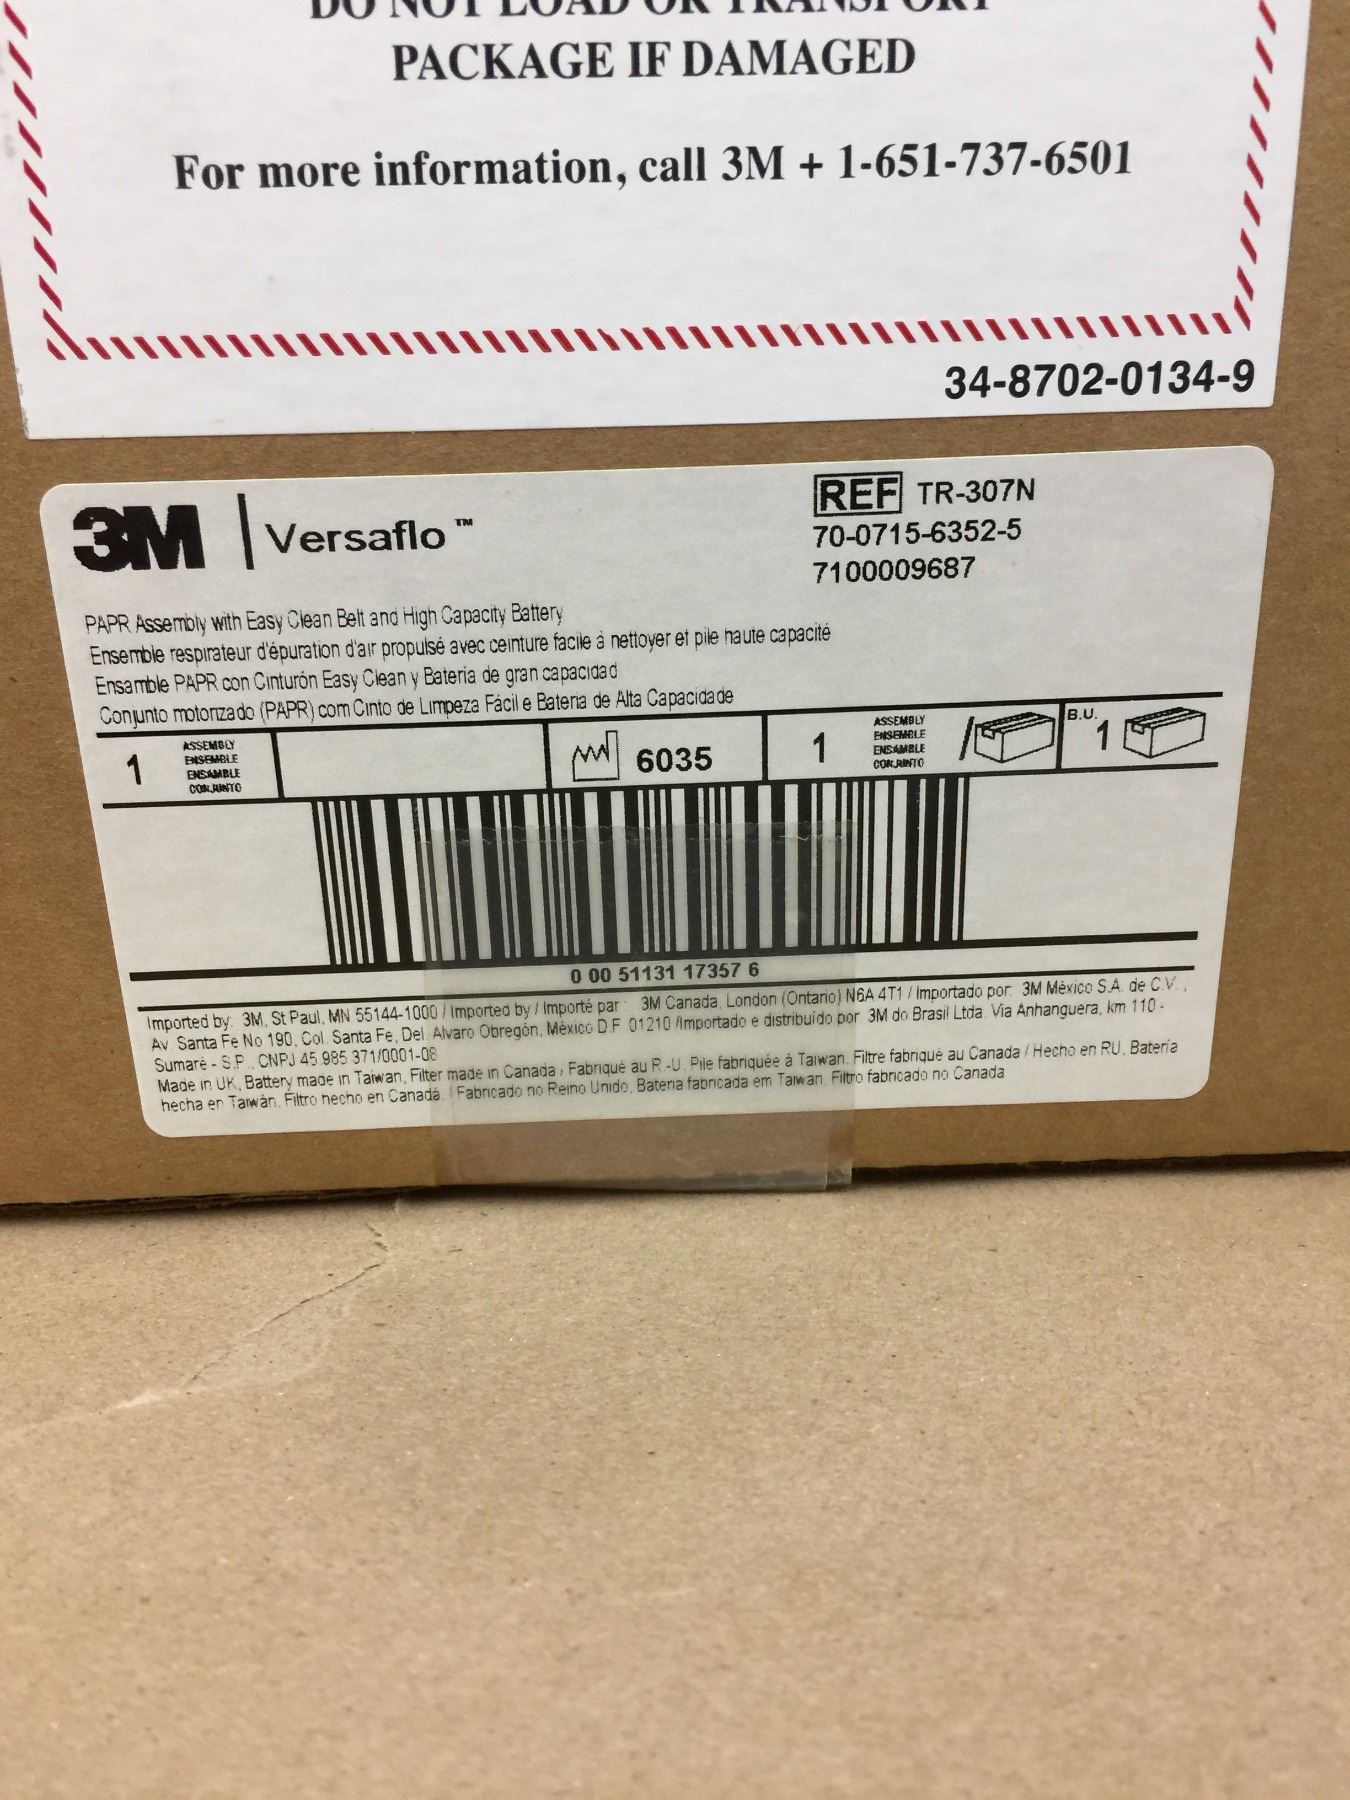 DO NOT LOAD OR TRANSPORT
PACKAGE IF DAMAGED
For more information, call 3M + 1-651-737-6501
34-8702-0134-9
3M | Versaflo™
REF TR-307N
70-0715-6352-5
7100009687
PAPR Assembly with Easy Clean Belt and High Capacity Battery
Ensemble respirateur d'épuration d'air propulsé avec ceinture facile à nettoyer et pile haute capacité
Ensamble PAPR con Cinturón Easy Clean y Batería de gran capacidad
Conjunto motorizado (PAPR) com Cinto de Limpeza Fácil e Bateria de Alta Capacidade
1
ASSEMBLY
ENSEMBLE
ENSAMBLE
CONJUNTO
6035
1
ASSEMBLY
ENSEMBLE
ENSAMBLE
CONJUNTO
/
B.U.
1
0 00 51131 17357 6
Imported by: 3M, St Paul, MN 55144-1000 / Imported by / Importé par : 3M Canada, London (Ontario) N6A 4T1 / Importado por: 3M México S.A. de C.V.,
Av. Santa Fe No 190, Col. Santa Fe, Del. Alvaro Obregón, México D.F 01210 /Importado e distribuído por 3M do Brasil Ltda. Via Anhanguera, km 110 -
Sumaré - S.P., CNPJ 45.985.371/0001-08
Made in UK, Battery made in Taiwan, Filter made in Canada / Fabriqué au R.-U. Pile fabriquée à Taiwan. Filtre fabriqué au Canada / Hecho en RU. Batería
hecha en Taiwán, Filtro hecho en Canadá. / Fabricado no Reino Unido, Bateria fabricada em Taiwan. Filtro fabricado no Canada